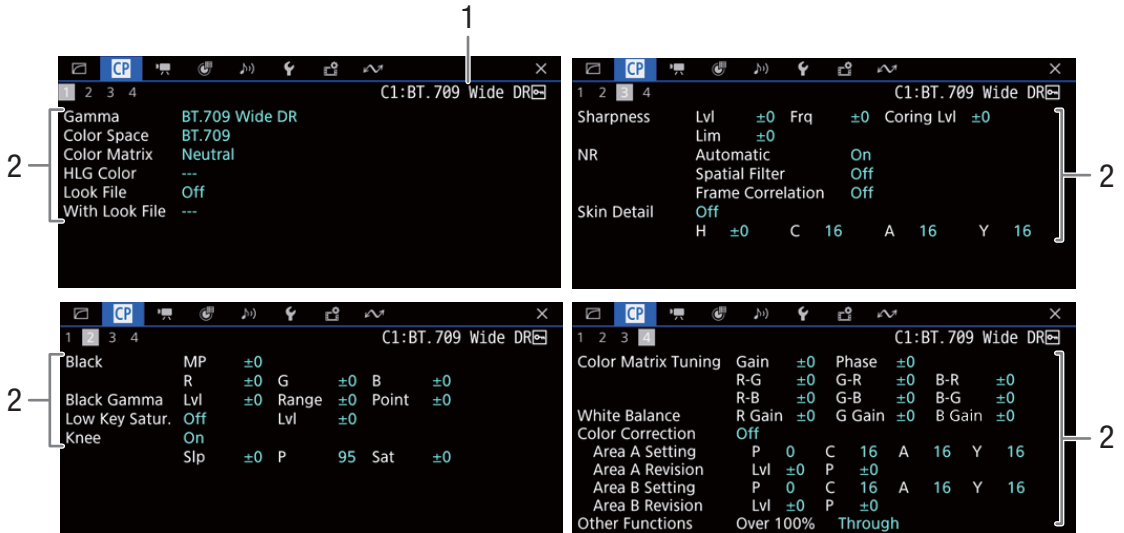 1
CP
1 2 3 4 C1:BT.709 Wide DR
Gamma BT.709 Wide DR
Color Space BT.709
Color Matrix Neutral
HLG Color ---
Look File Off
With Look File ---
2
CP
1 2 3 4 C1:BT.709 Wide DR
Sharpness Lvl ±0 Frq ±0 Coring Lvl ±0
Lim ±0
NR Automatic On
Spatial Filter Off
Frame Correlation Off
Skin Detail Off
H ±0 C 16 A 16 Y 16
2
CP
1 2 3 4 C1:BT.709 Wide DR
Black MP ±0
R ±0 G ±0 B ±0
Black Gamma Lvl ±0 Range ±0 Point ±0
Low Key Satur. Off Lvl ±0
Knee On
Slp ±0 P 95 Sat ±0
2
CP
1 2 3 4 C1:BT.709 Wide DR
Color Matrix Tuning Gain ±0 Phase ±0
R-G ±0 G-R ±0 B-R ±0
R-B ±0 G-B ±0 B-G ±0
White Balance R Gain ±0 G Gain ±0 B Gain ±0
Color Correction Off
Area A Setting P 0 C 16 A 16 Y 16
Area A Revision Lvl ±0 P ±0
Area B Setting P 0 C 16 A 16 Y 16
Area B Revision Lvl ±0 P ±0
Other Functions Over 100% Through
2